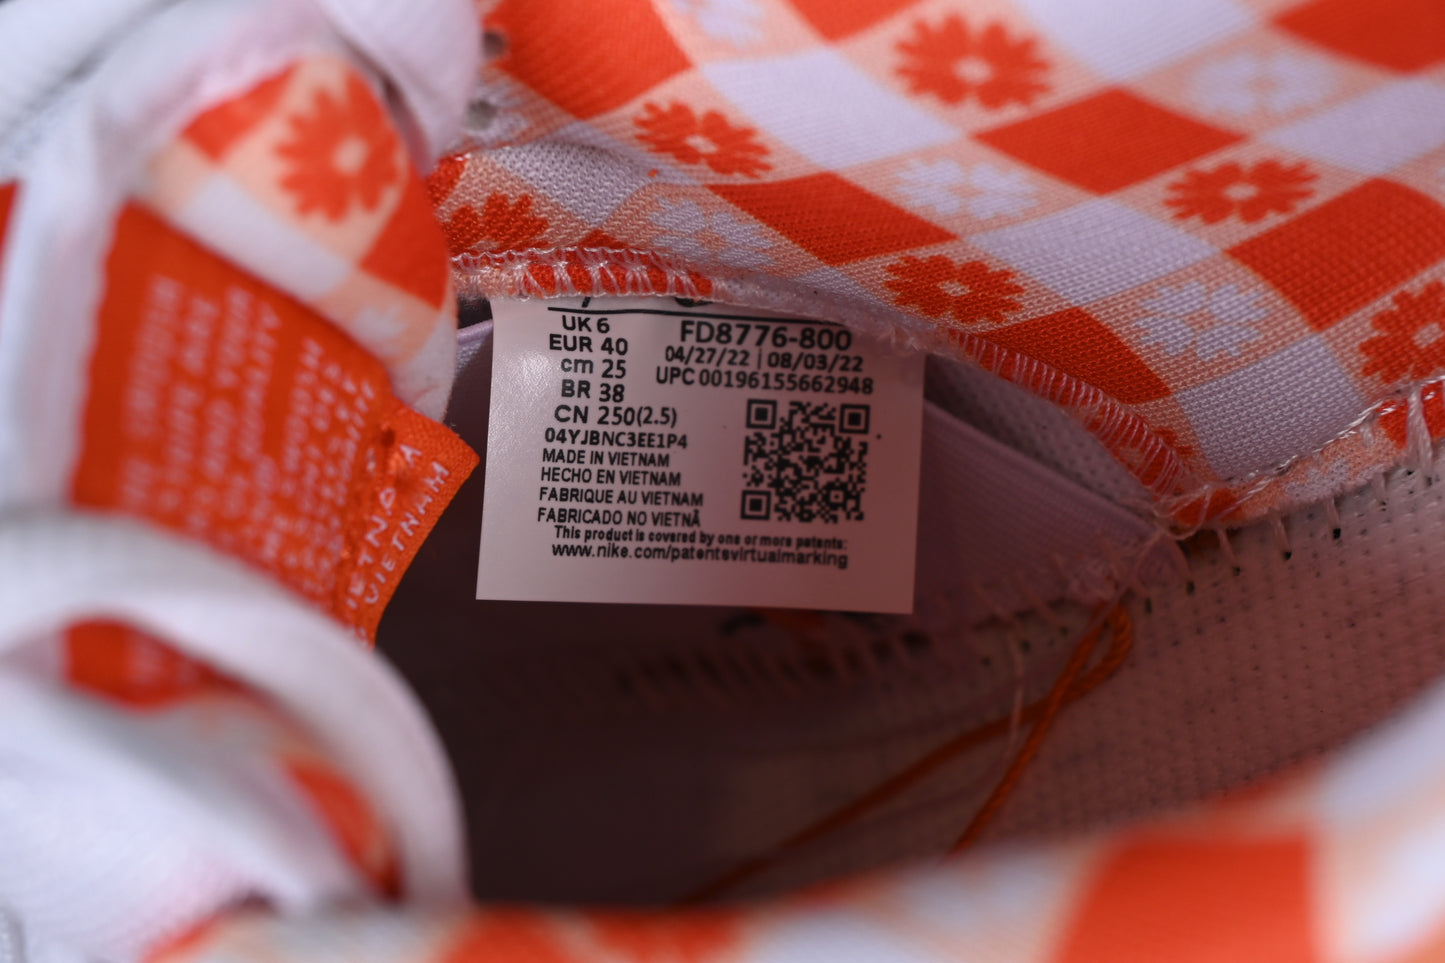 UK 6
EUR 40
cm 25
BR 38
CN 250(2.5)
FD8776-800
04/27/22 | 08/03/22
UPC 00196155662948
04YJBNC3EE1P4
MADE IN VIETNAM
HECHO EN VIETNAM
FABRIQUE AU VIETNAM
FABRICADO NO VIETNÃ
This product is covered by one or more patents:
www.nike.com/patentsvirtualmarking
VIETNAM